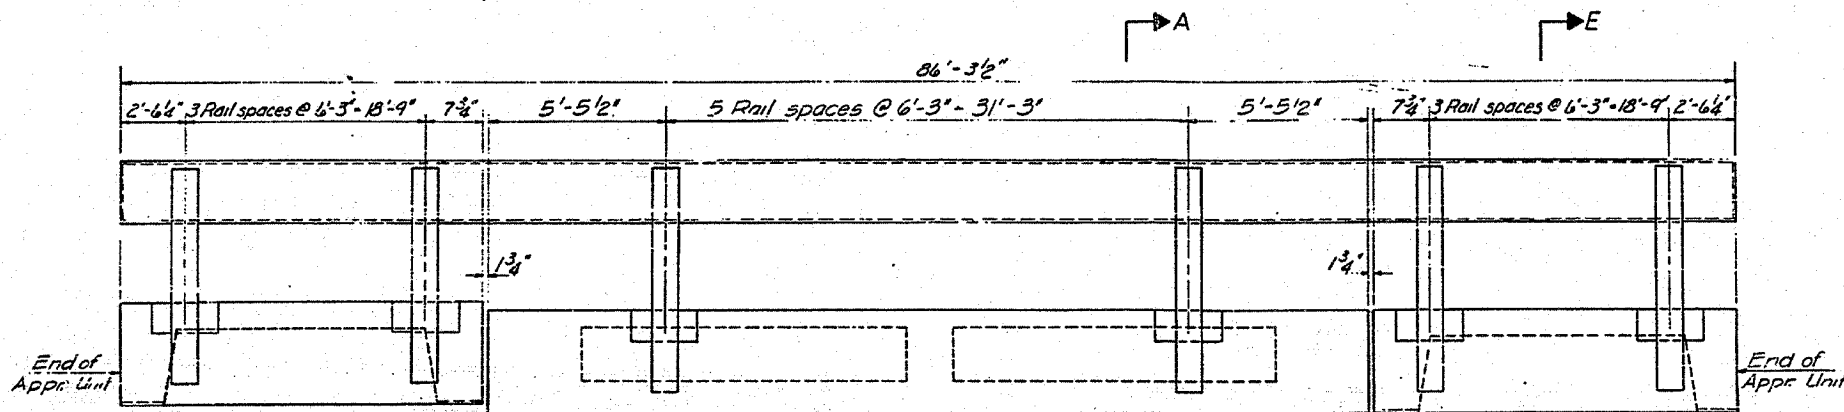 A
E
86'-3½"
2'-6¼" 3 Rail spaces @ 6'-3" - 18'-9" 7¾" 5'-5½" 5 Rail spaces @ 6'-3" - 31'-3" 5'-5½" 7¾" 3 Rail spaces @ 6'-3" - 18'-9" 2'-6¼"
1¾" 1¾"
End of
Appr. Unit
End of
Appr. Unit